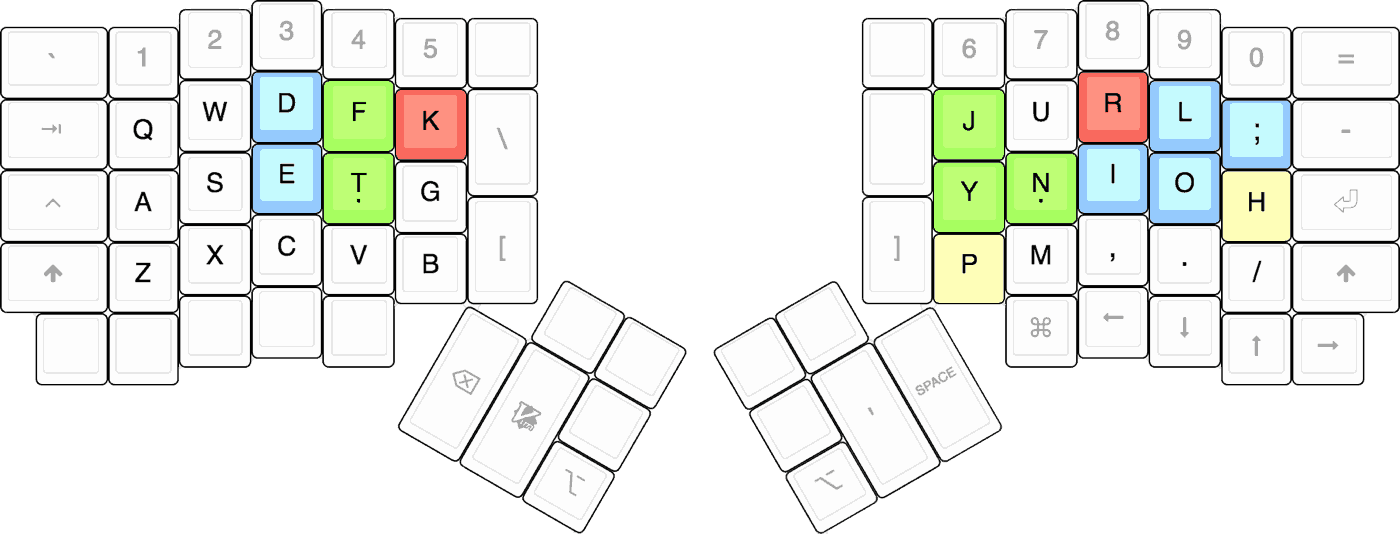 ` 1 2 3 4 5 6 7 8 9 0 =
⇥ Q W D F K \ J U R L ; -
^ A S E Ṭ G Y Ṇ I O H ⏎
↑ Z X C V B [ ] P M , . / ↑
⌘ ← ↓ ↑ →
⌫ ' SPACE
⌥ ⌥